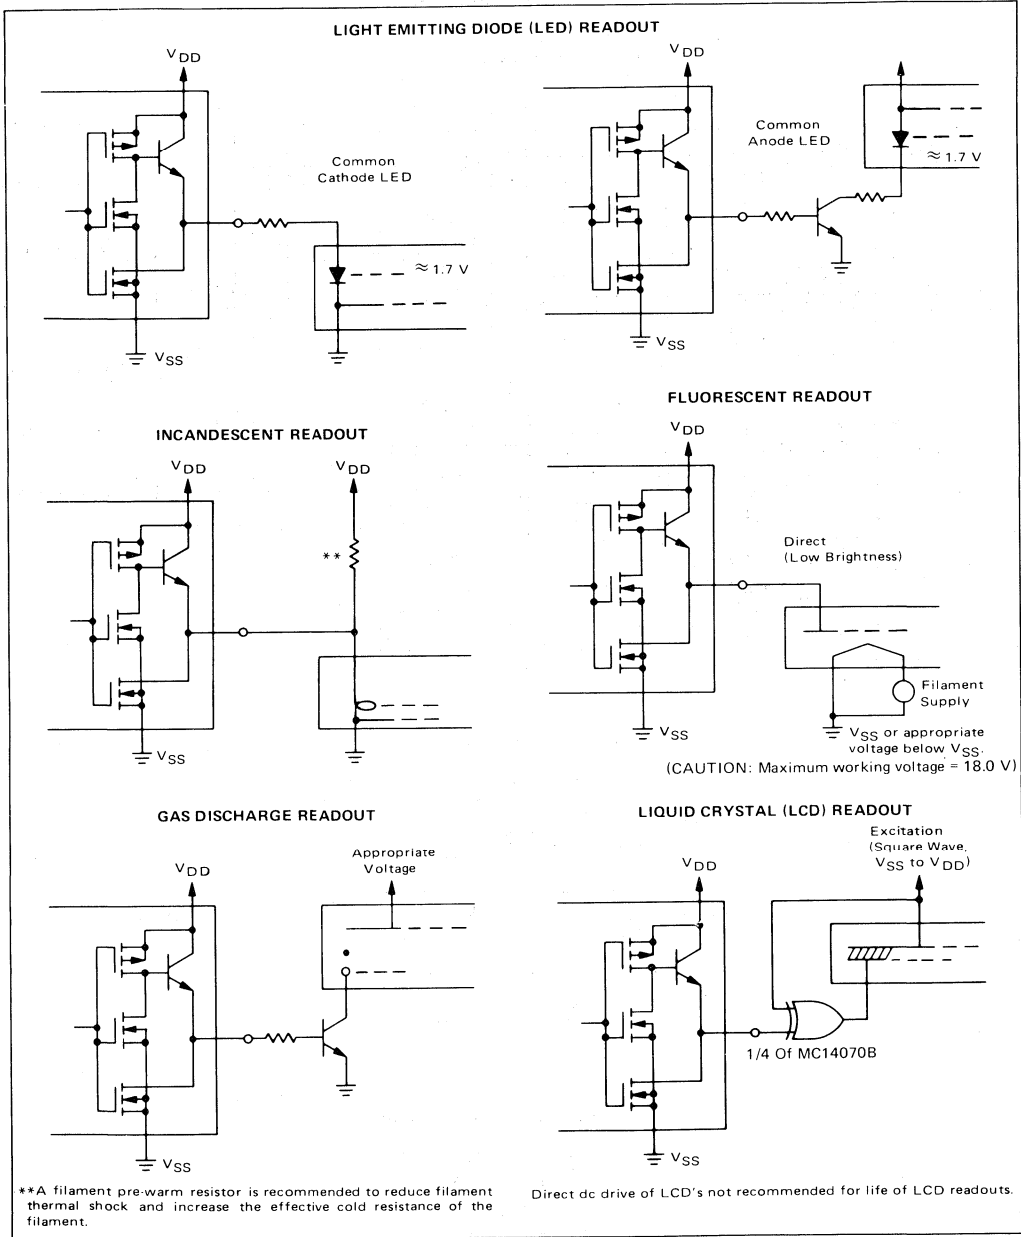 LIGHT EMITTING DIODE (LED) READOUT
VDD
Common
Cathode LED
≈ 1.7 V
VSS
VDD
Common
Anode LED
≈ 1.7 V
VSS
INCANDESCENT READOUT
VDD
VDD
**
VSS
FLUORESCENT READOUT
VDD
Direct
(Low Brightness)
Filament
Supply
VSS
VSS or appropriate
voltage below VSS.
(CAUTION: Maximum working voltage = 18.0 V)
GAS DISCHARGE READOUT
VDD
Appropriate
Voltage
VSS
LIQUID CRYSTAL (LCD) READOUT
Excitation
(Square Wave,
VSS to VDD)
VDD
1/4 Of MC14070B
VSS
**A filament pre-warm resistor is recommended to reduce filament
thermal shock and increase the effective cold resistance of the
filament.
Direct dc drive of LCD's not recommended for life of LCD readouts.